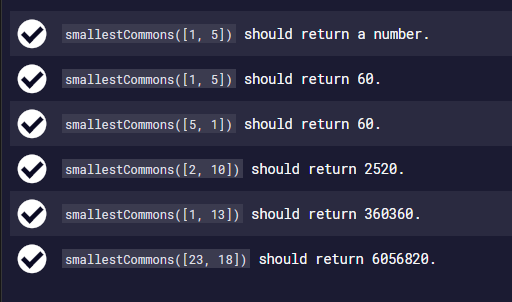 smallestCommons([1, 5]) should return a number.
smallestCommons([1, 5]) should return 60.
smallestCommons([5, 1]) should return 60.
smallestCommons([2, 10]) should return 2520.
smallestCommons([1, 13]) should return 360360.
smallestCommons([23, 18]) should return 6056820.